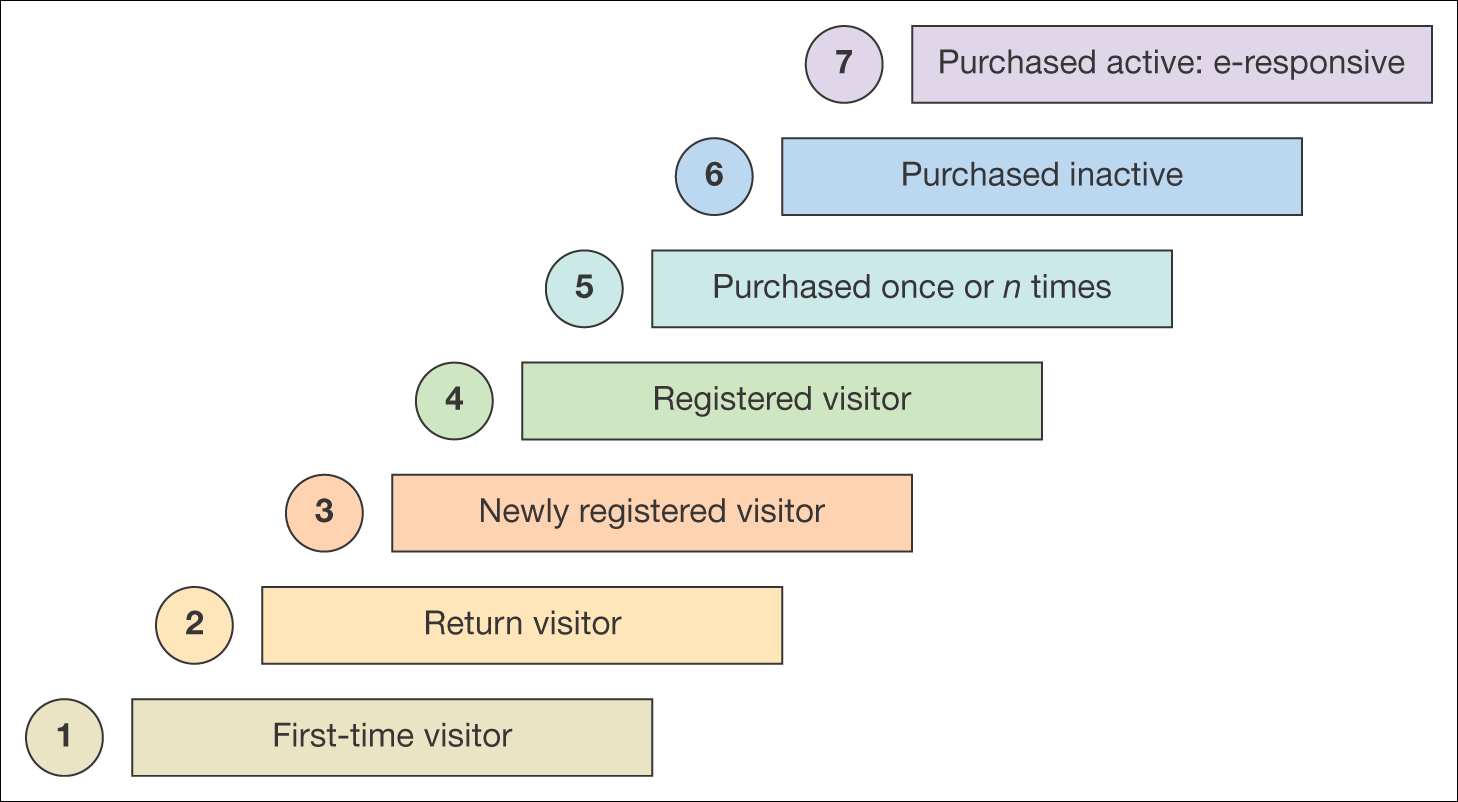 7 Purchased active: e-responsive
6 Purchased inactive
5 Purchased once or n times
4 Registered visitor
3 Newly registered visitor
2 Return visitor
1 First-time visitor